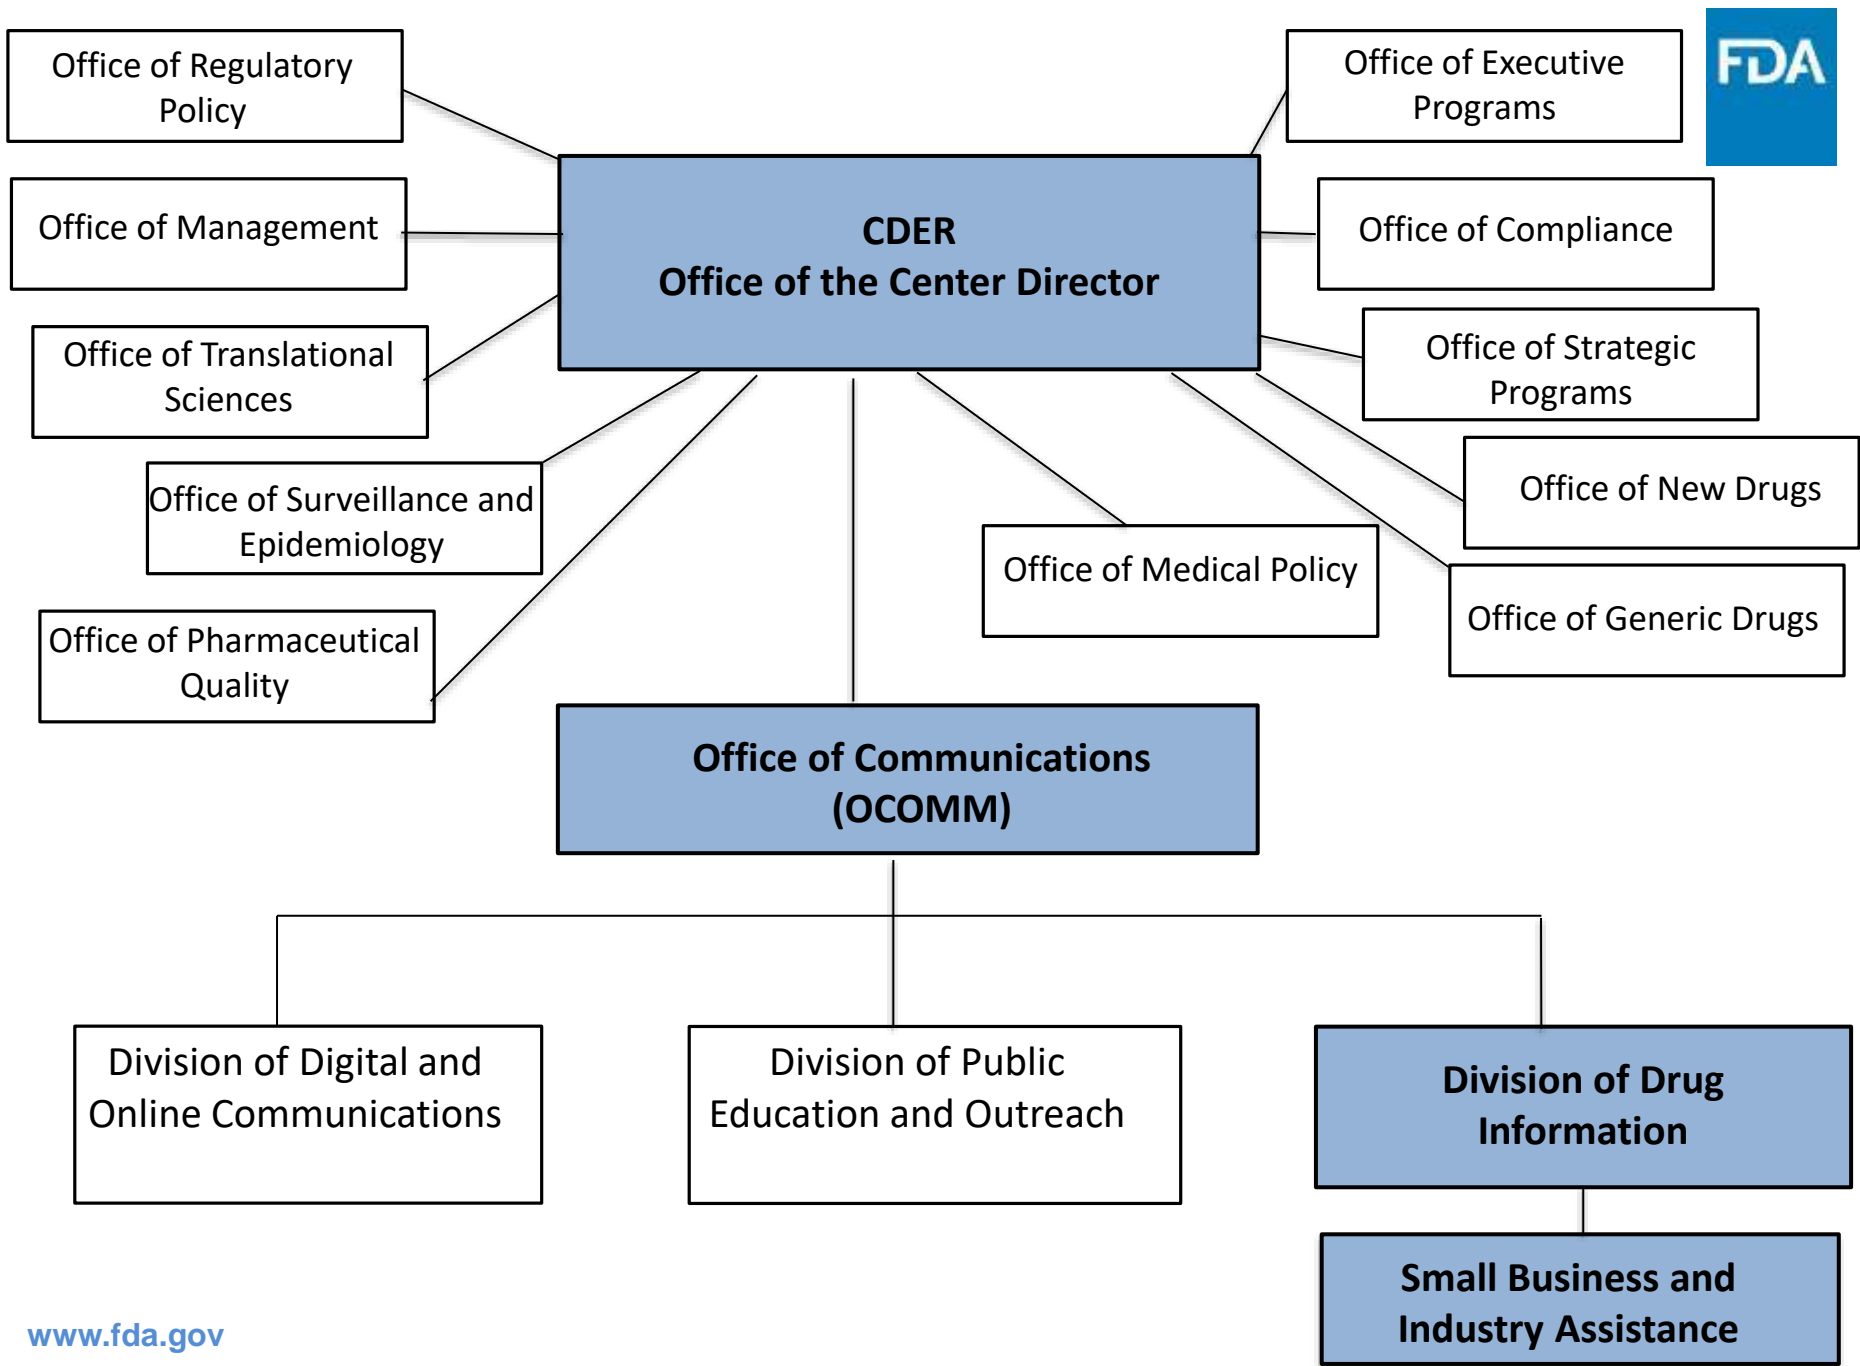 Office of Regulatory
Policy
Office of Executive
Programs
FDA
Office of Management
CDER
Office of the Center Director
Office of Compliance
Office of Translational
Sciences
Office of Strategic
Programs
Office of Surveillance and
Epidemiology
Office of New Drugs
Office of Medical Policy
Office of Generic Drugs
Office of Pharmaceutical
Quality
Office of Communications
(OCOMM)
Division of Digital and
Online Communications
Division of Public
Education and Outreach
Division of Drug
Information
Small Business and
Industry Assistance
www.fda.gov